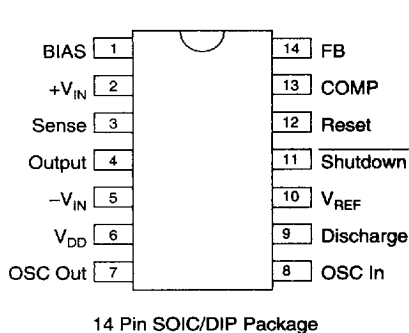 BIAS 1 14 FB
+VIN 2 13 COMP
Sense 3 12 Reset
Output 4 11 Shutdown
−VIN 5 10 VREF
VDD 6 9 Discharge
OSC Out 7 8 OSC In
14 Pin SOIC/DIP Package